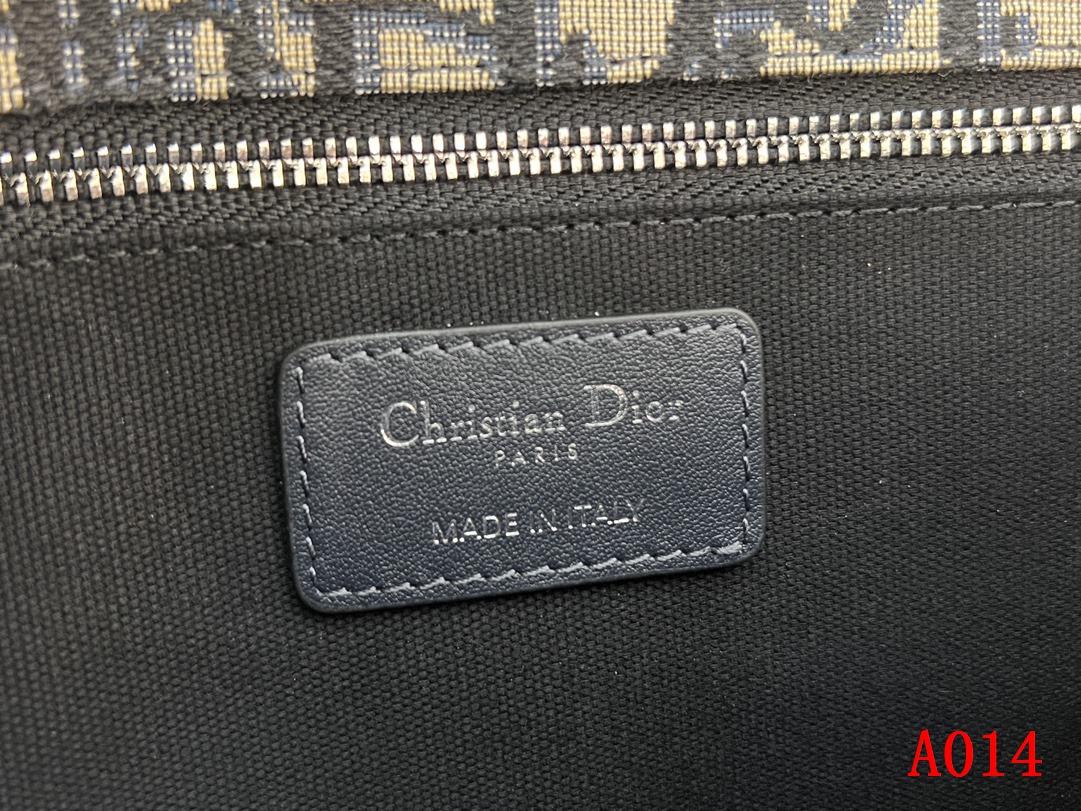 Christian Dior
PARIS
MADE IN ITALY
A014